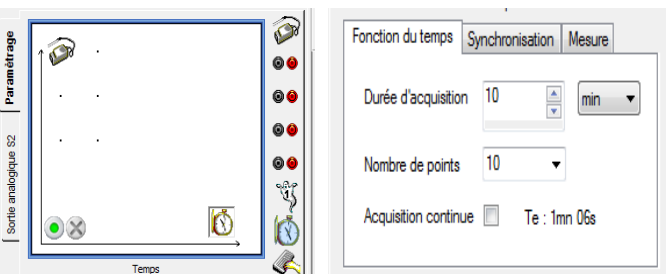 Paramétrage
Sortie analogique S2
Temps
Fonction du temps
Synchronisation
Mesure
Durée d'acquisition 10 min
Nombre de points 10
Acquisition continue Te : 1mn 06s